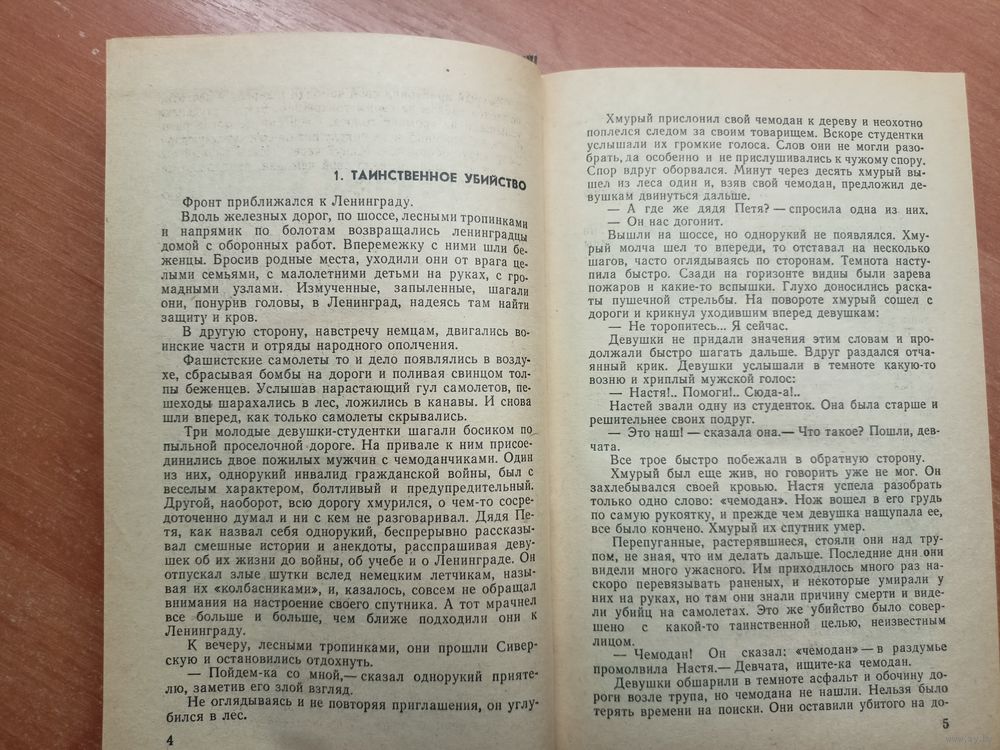 1. ТАИНСТВЕННОЕ УБИЙСТВО
Фронт приближался к Ленинграду.
Вдоль железных дорог, по шоссе, лесными тропинками
и напрямик по болотам возвращались ленинградцы
домой с оборонных работ. Вперемежку с ними шли бе-
женцы. Бросив родные места, уходили они от врага це-
лыми семьями, с малолетними детьми на руках, с гро-
мадными узлами. Измученные, запыленные, шагали
они, понурив головы, в Ленинград, надеясь там найти
защиту и кров.
В другую сторону, навстречу немцам, двигались во-
инские части и отряды народного ополчения.
Фашистские самолеты то и дело появлялись в возду-
хе, сбрасывая бомбы на дороги и поливая свинцом тол-
пы беженцев. Услышав нарастающий гул самолетов, пе-
шеходы шарахались в лес, ложились в канавы. И снова
шли вперед, как только самолеты скрывались.
Три молодые девушки-студентки шагали босиком по
пыльной проселочной дороге. На привале к ним присое-
динились двое пожилых мужчин с чемоданчиками. Один
из них, однорукий инвалид гражданской войны, был с
веселым характером, болтливый и предупредительный.
Другой, наоборот, всю дорогу хмурился, о чем-то сосре-
доточенно думал и ни с кем не разговаривал. Дядя Пе-
тя, как назвал себя однорукий, беспрерывно рассказы-
вал смешные истории и анекдоты, расспрашивая деву-
шек об их жизни до войны, об учебе и о Ленинграде. Он
отпускал злые шутки вслед немецким летчикам, назы-
вая их «колбасниками», и, казалось, совсем не обращал
внимания на настроение своего спутника. А тот мрачнел
все больше и больше, чем ближе подходили они к
Ленинграду.
К вечеру, лесными тропинками, они прошли Сивер-
скую и остановились отдохнуть.
— Пойдем-ка со мной,— сказал однорукий прияте-
лю, заметив его злой взгляд.
Не оглядываясь и не повторяя приглашения, он углу-
бился в лес.
4
Хмурый прислонил свой чемодан к дереву и неохотно
поплелся следом за своим товарищем. Вскоре студентки
услышали их громкие голоса. Слов они не могли разо-
брать, да особенно и не прислушивались к чужому спору.
Спор вдруг оборвался. Минут через десять хмурый вы-
шел из леса один и, взяв свой чемодан, предложил де-
вушкам двинуться дальше.
— А где же дядя Петя? — спросила одна из них.
— Он нас догонит.
Вышли на шоссе, но однорукий не появлялся. Хму-
рый молча шел то впереди, то отставал на несколько
шагов, часто оглядываясь по сторонам. Темнота насту-
пила быстро. Сзади на горизонте видны были зарева
пожаров и какие-то вспышки. Глухо доносились раска-
ты пушечной стрельбы. На повороте хмурый сошел с
дороги и крикнул уходившим вперед девушкам:
— Не торопитесь... Я сейчас.
Девушки не придали значения этим словам и про-
должали быстро шагать дальше. Вдруг раздался отча-
янный крик. Девушки услышали в темноте какую-то
возню и хриплый мужской голос:
— Настя!.. Помоги!.. Сюда-а!..
Настей звали одну из студенток. Она была старше и
решительнее своих подруг.
— Это наш! — сказала она.— Что такое? Пошли, дев-
чата.
Все трое быстро побежали в обратную сторону.
Хмурый был еще жив, но говорить уже не мог. Он
захлебывался своей кровью. Настя успела разобрать
только одно слово: «чемодан». Нож вошел в его грудь
по самую рукоятку, и прежде чем девушка нащупала ее,
все было кончено. Хмурый их спутник умер.
Перепуганные, растерявшиеся, стояли они над тру-
пом, не зная, что им делать дальше. Последние дни они
видели много ужасного. Им приходилось много раз на-
скоро перевязывать раненых, и некоторые умирали у
них на руках, но там они знали причину смерти и виде-
ли убийц на самолетах. Это же убийство было совер-
шено с какой-то таинственной целью, неизвестным
лицом.
— Чемодан! Он сказал: «чемодан» — в раздумье
промолвила Настя.— Девчата, ищите-ка чемодан.
Девушки обшарили в темноте асфальт и обочину до-
роги возле трупа, но чемодана не нашли. Нельзя было
терять времени на поиски. Они оставили убитого на до-
5